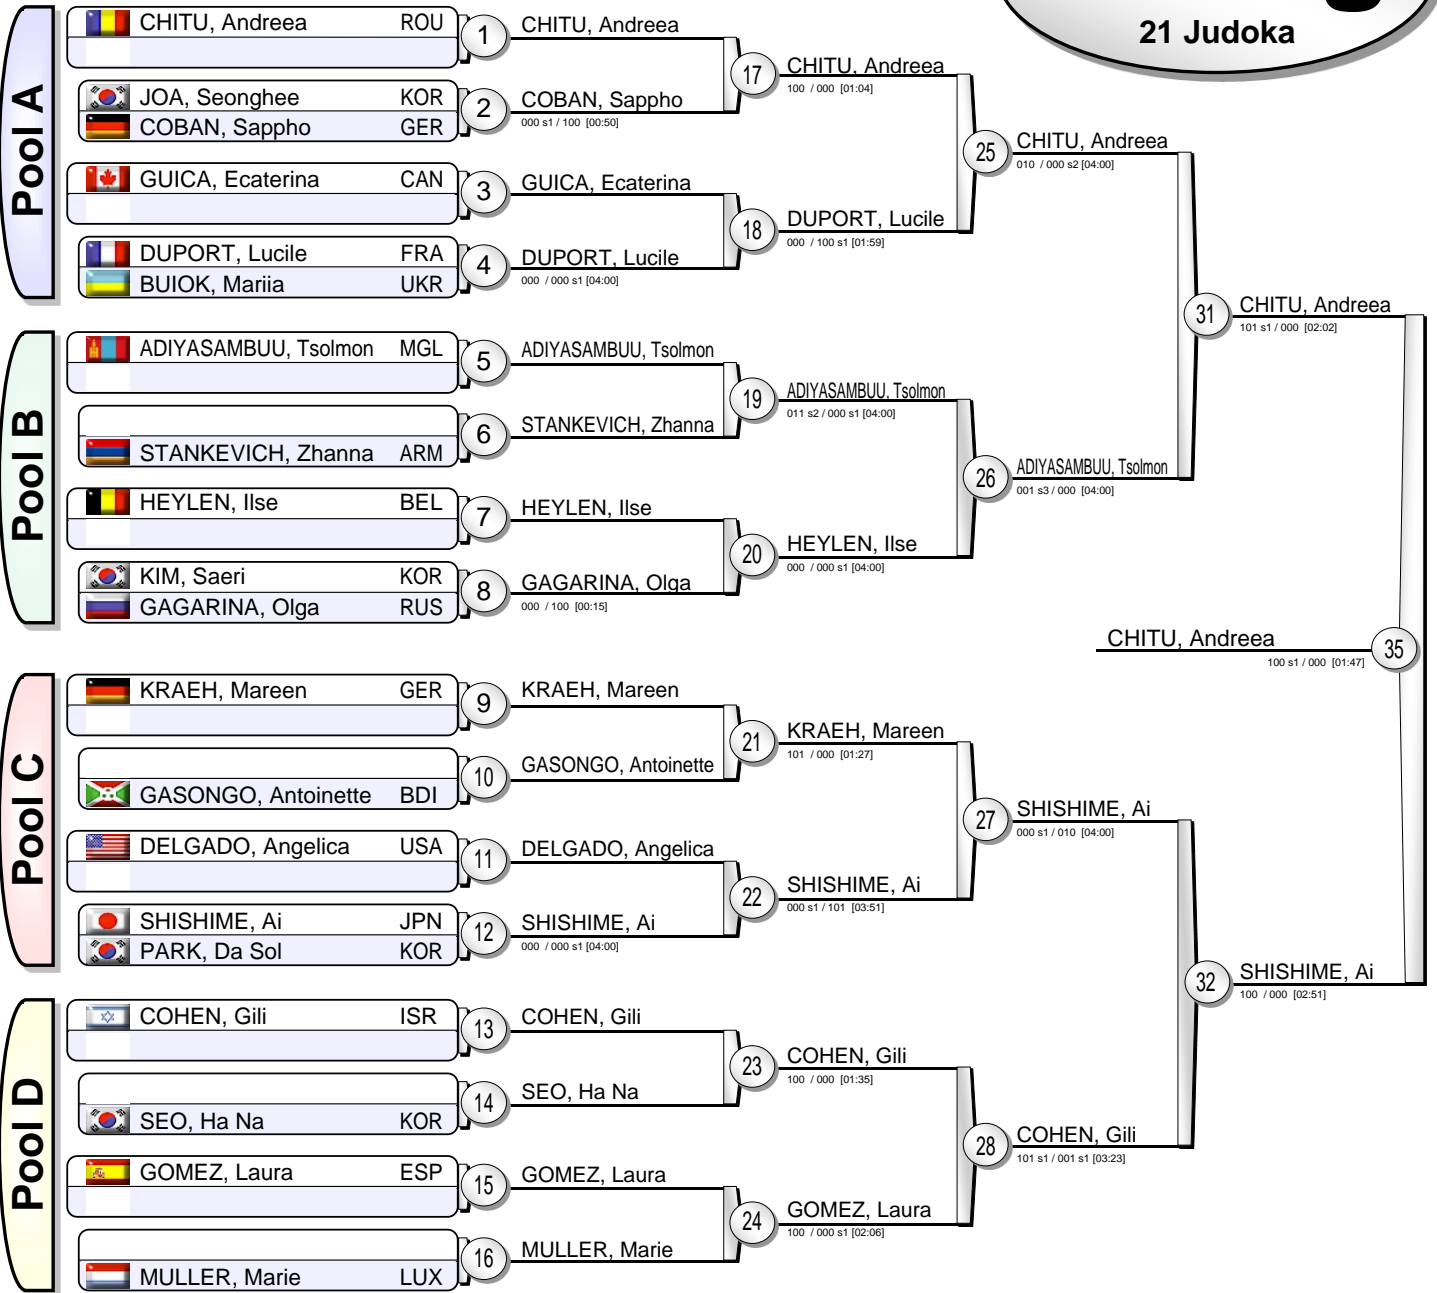 21 Judoka
Pool A
CHITU, Andreea ROU
1
JOA, Seonghee KOR
COBAN, Sappho GER
2
GUICA, Ecaterina CAN
3
DUPORT, Lucile FRA
BUIOK, Mariia UKR
4
Pool B
ADIYASAMBUU, Tsolmon MGL
5
STANKEVICH, Zhanna ARM
6
HEYLEN, Ilse BEL
7
KIM, Saeri KOR
GAGARINA, Olga RUS
8
Pool C
KRAEH, Mareen GER
9
GASONGO, Antoinette BDI
10
DELGADO, Angelica USA
11
SHISHIME, Ai JPN
PARK, Da Sol KOR
12
Pool D
COHEN, Gili ISR
13
SEO, Ha Na KOR
14
GOMEZ, Laura ESP
15
MULLER, Marie LUX
16
CHITU, Andreea
COBAN, Sappho
000 s1 / 100 [00:50]
17
GUICA, Ecaterina
DUPORT, Lucile
000 / 000 s1 [04:00]
18
ADIYASAMBUU, Tsolmon
STANKEVICH, Zhanna
19
HEYLEN, Ilse
GAGARINA, Olga
000 / 100 [00:15]
20
KRAEH, Mareen
GASONGO, Antoinette
21
DELGADO, Angelica
SHISHIME, Ai
000 / 000 s1 [04:00]
22
COHEN, Gili
SEO, Ha Na
23
GOMEZ, Laura
MULLER, Marie
24
CHITU, Andreea
100 / 000 [01:04]
DUPORT, Lucile
000 / 100 s1 [01:59]
25
ADIYASAMBUU, Tsolmon
011 s2 / 000 s1 [04:00]
HEYLEN, Ilse
000 / 000 s1 [04:00]
26
KRAEH, Mareen
101 / 000 [01:27]
SHISHIME, Ai
000 s1 / 101 [03:51]
27
COHEN, Gili
100 / 000 [01:35]
GOMEZ, Laura
100 / 000 s1 [02:06]
28
CHITU, Andreea
010 / 000 s2 [04:00]
ADIYASAMBUU, Tsolmon
001 s3 / 000 [04:00]
31
SHISHIME, Ai
000 s1 / 010 [04:00]
COHEN, Gili
101 s1 / 001 s1 [03:23]
32
CHITU, Andreea
101 s1 / 000 [02:02]
SHISHIME, Ai
100 / 000 [02:51]
35
CHITU, Andreea
100 s1 / 000 [01:47]